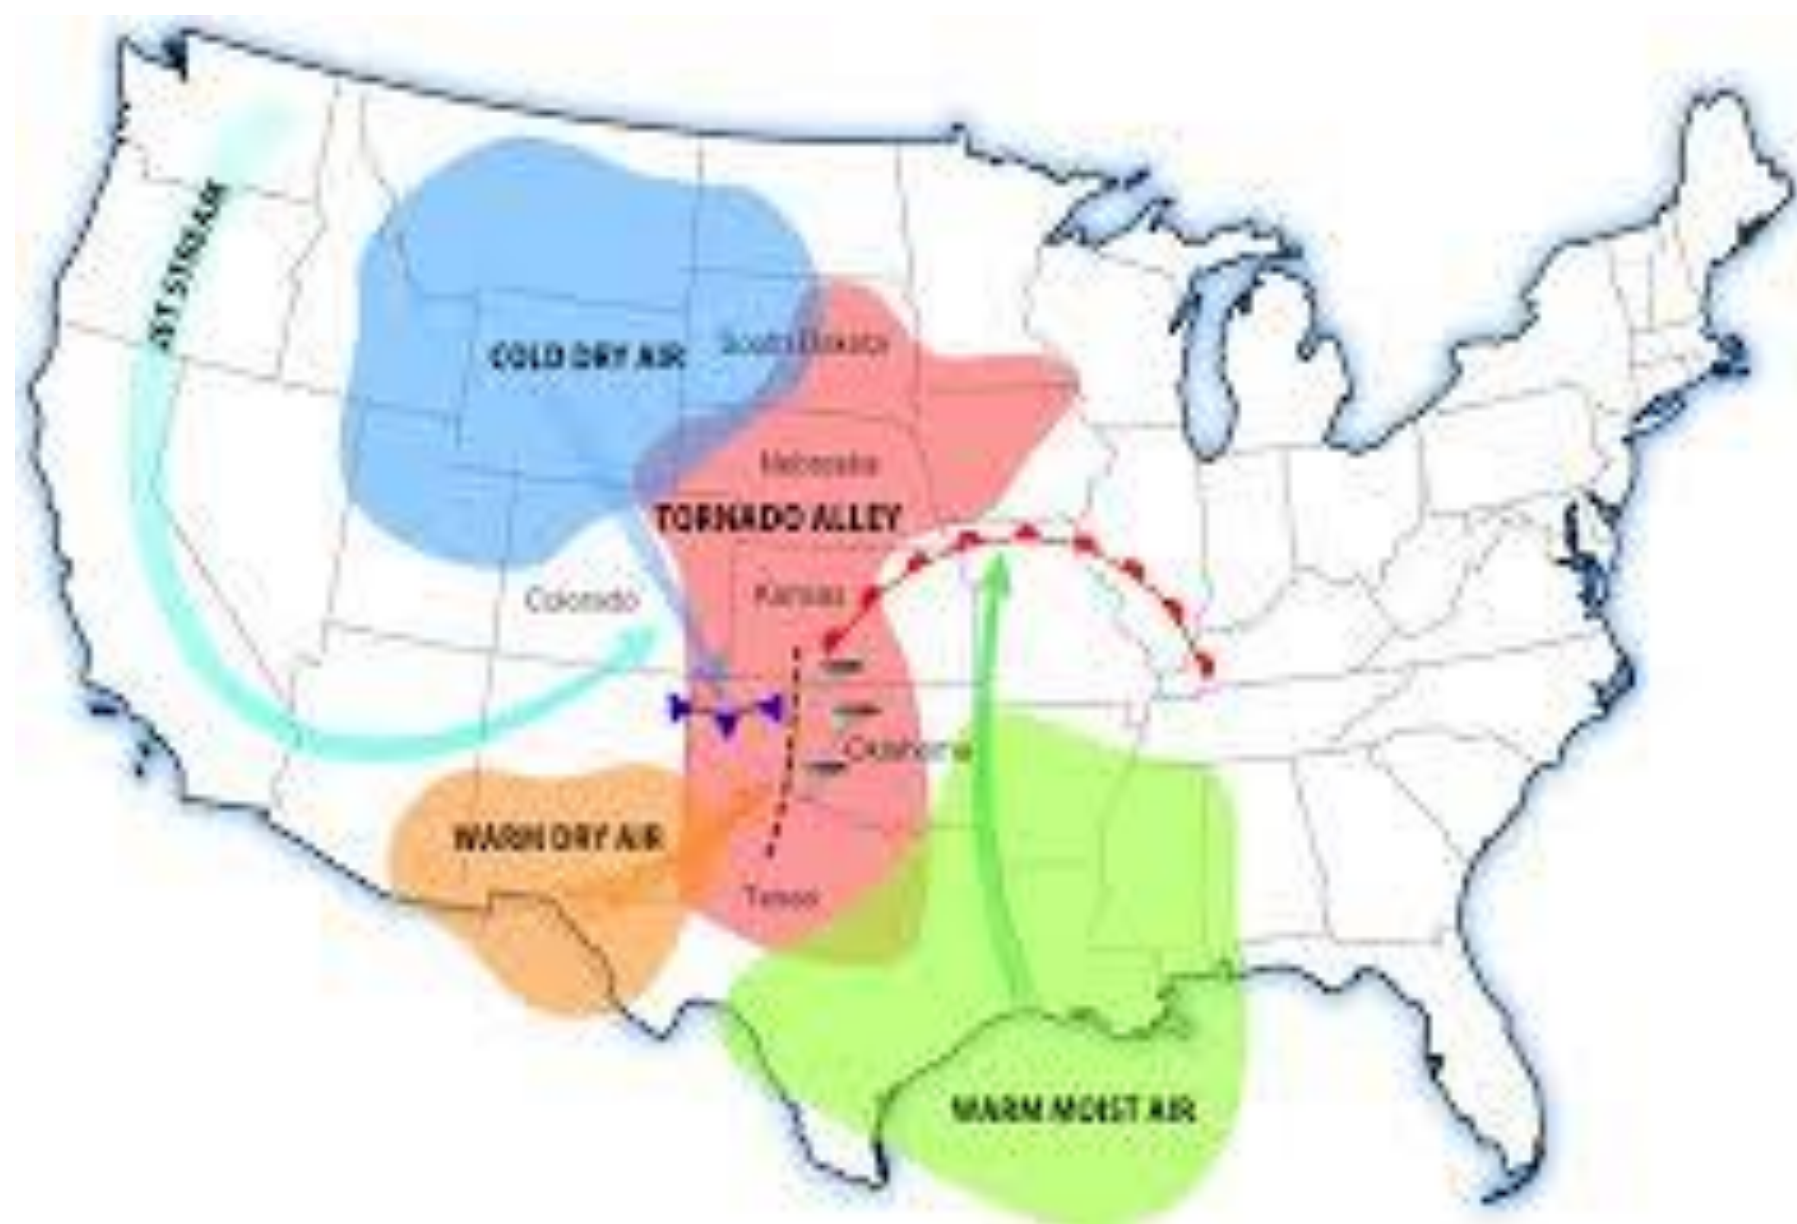 JET STREAM
COLD DRY AIR
South Dakota
Nebraska
TORNADO ALLEY
Colorado
Kansas
Oklahoma
WARM DRY AIR
Texas
WARM MOIST AIR